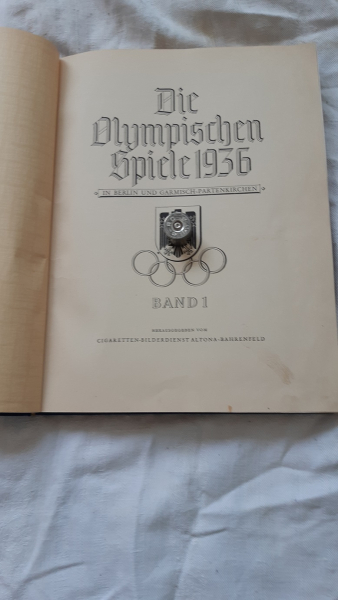 Die
Olympischen
Spiele 1936
IN BERLIN UND GARMISCH-PARTENKIRCHEN
BAND 1
HERAUSGEGEBEN VOM
CIGARETTEN-BILDERDIENST ALTONA-BAHRENFELD